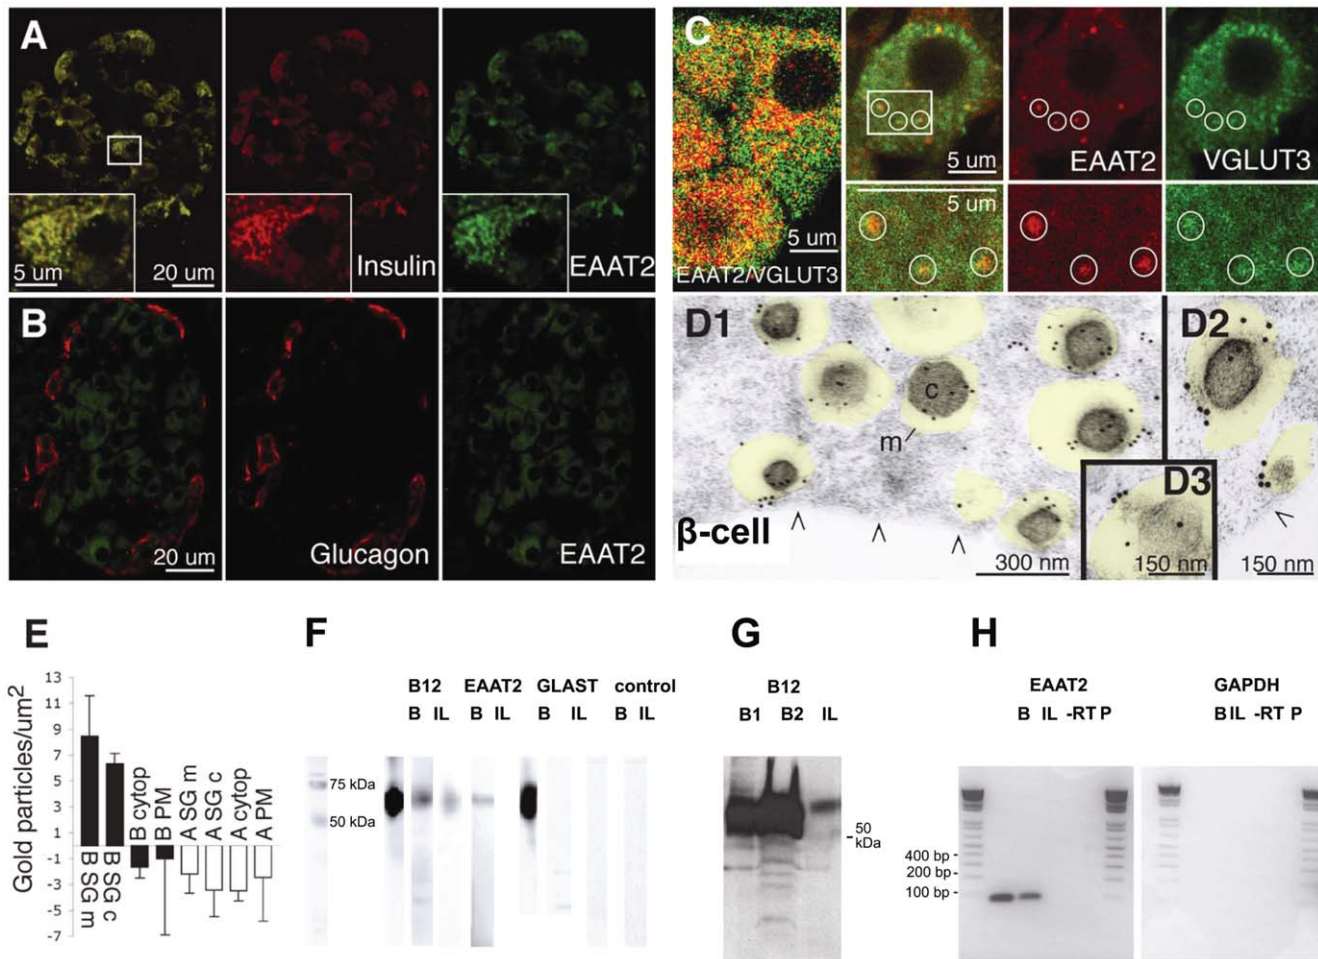 A
5 um
20 um
Insulin
EAAT2
B
20 um
Glucagon
EAAT2
C
EAAT2/VGLUT3
5 um
5 um
EAAT2
VGLUT3
5 um
D1
c
m
β-cell
300 nm
D2
D3
150 nm
150 nm
E
Gold particles/um2
13
11
9
7
5
3
1
-1
-3
-5
-7
B SG m
B SG c
B cytop
B PM
A SG m
A SG c
A cytop
A PM
F
B12 EAAT2 GLAST control
B IL B IL B IL B IL
75 kDa
50 kDa
G
B12
B1 B2 IL
50
kDa
H
EAAT2 GAPDH
B IL -RT P B IL -RT P
400 bp
200 bp
100 bp